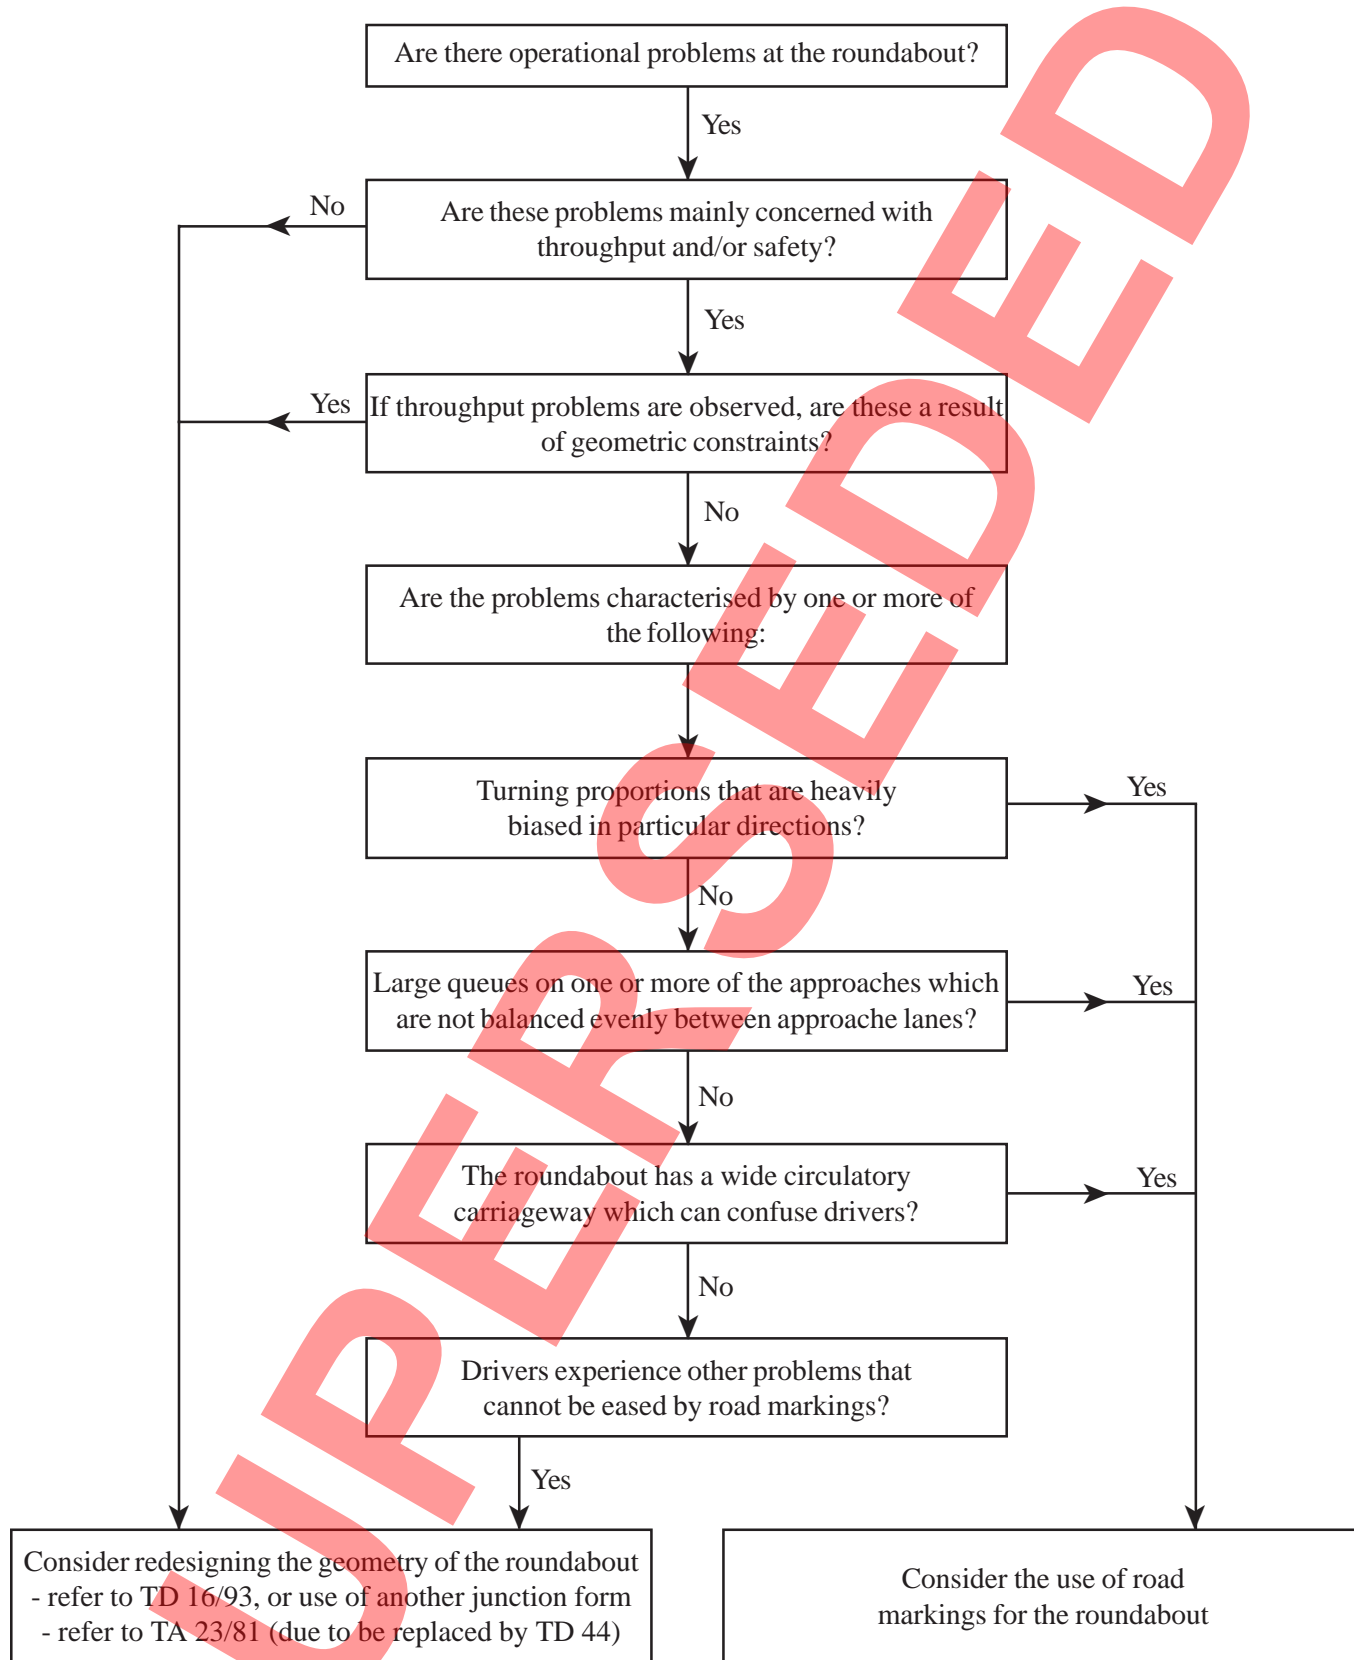 Are there operational problems at the roundabout?
Yes
No
Are these problems mainly concerned with
throughput and/or safety?
Yes
Yes
If throughput problems are observed, are these a result
of geometric constraints?
No
Are the problems characterised by one or more of
the following:
Turning proportions that are heavily
biased in particular directions?
Yes
No
Large queues on one or more of the approaches which
are not balanced evenly between approache lanes?
Yes
No
The roundabout has a wide circulatory
carriageway which can confuse drivers?
Yes
No
Drivers experience other problems that
cannot be eased by road markings?
Yes
Consider redesigning the geometry of the roundabout
- refer to TD 16/93, or use of another junction form
- refer to TA 23/81 (due to be replaced by TD 44)
Consider the use of road
markings for the roundabout
UPERSEDED